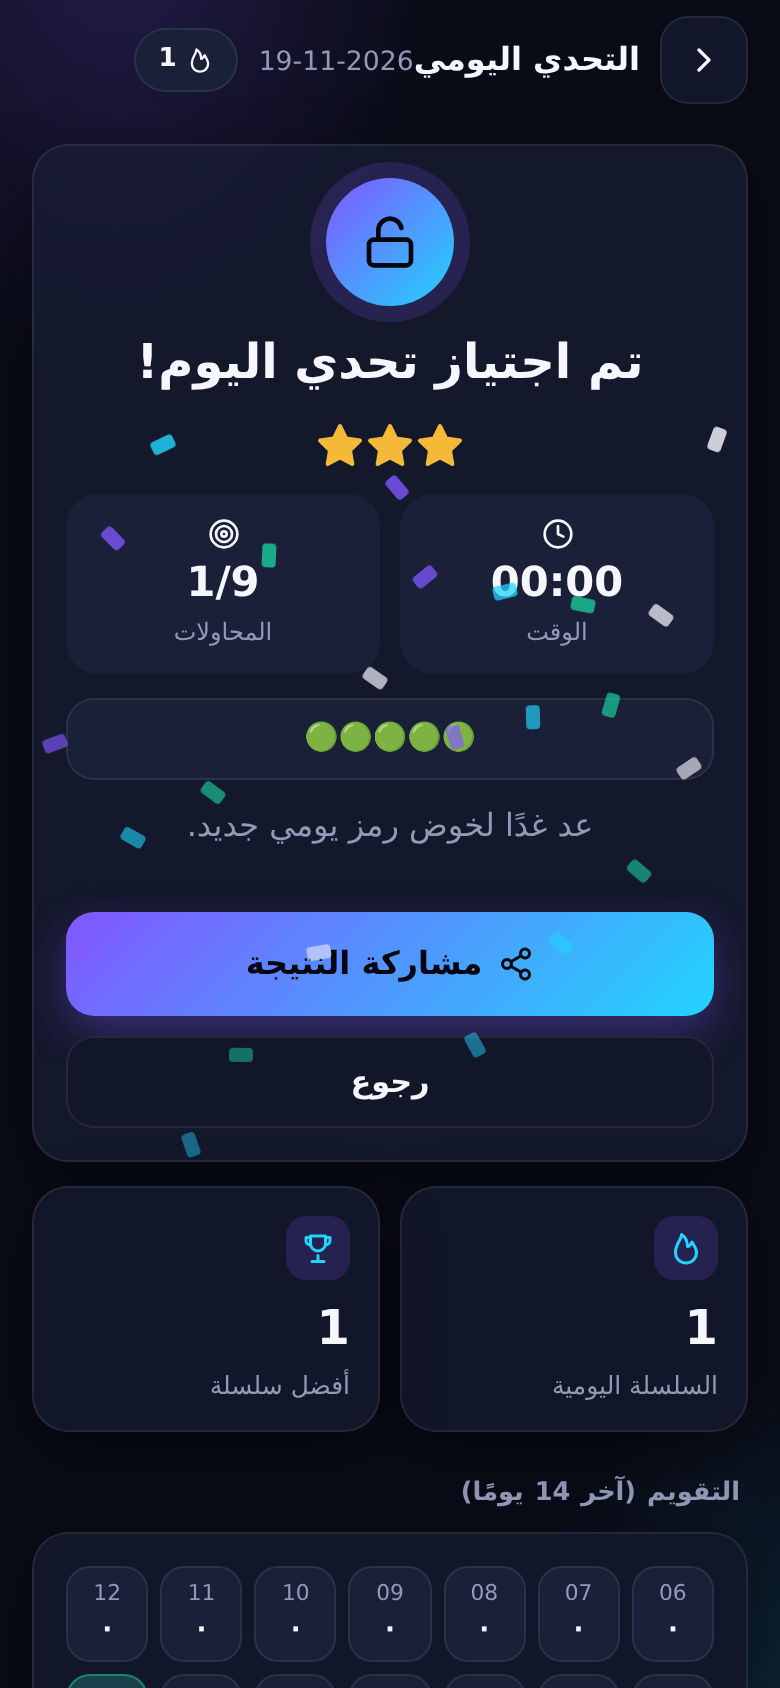 التحدي اليومي
19-11-2026
1
تم اجتياز تحدي اليوم!
00:00
الوقت
1/9
المحاولات
عد غدًا لخوض رمز يومي جديد.
مشاركة النتيجة
رجوع
1
السلسلة اليومية
1
أفضل سلسلة
التقويم (آخر 14 يومًا)
06 07 08 09 10 11 12